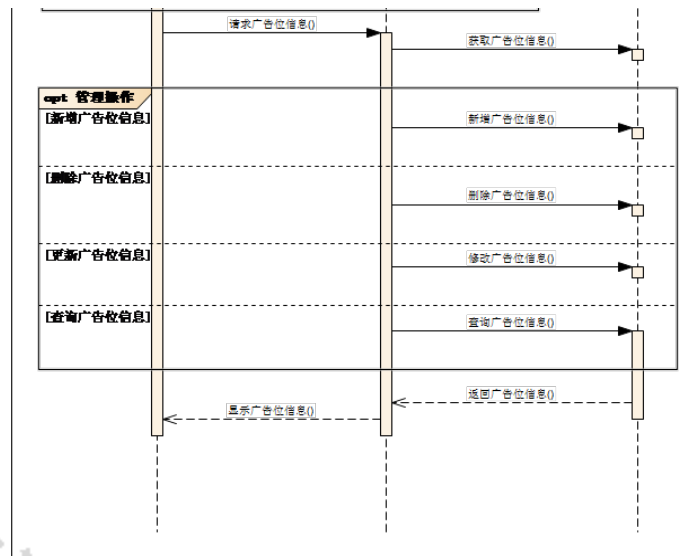 请求广告位信息()
获取广告位信息()
opt 管理操作
[新增广告位信息]
新增广告位信息()
[删除广告位信息]
删除广告位信息()
[更新广告位信息]
修改广告位信息()
[查询广告位信息]
查询广告位信息()
返回广告位信息()
显示广告位信息()